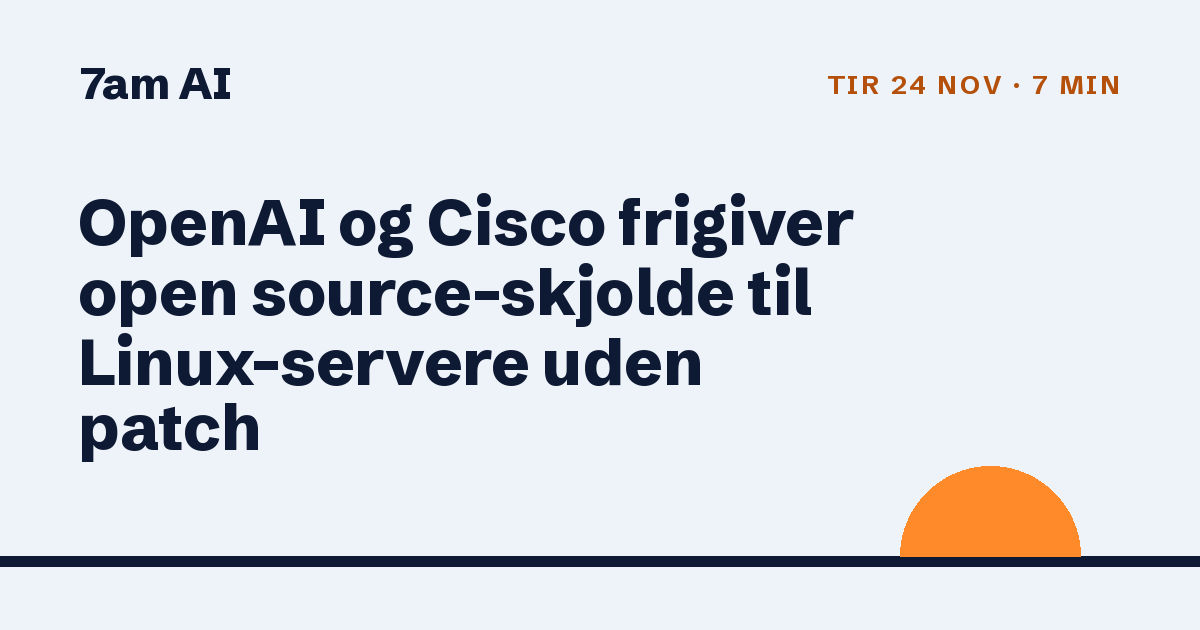 7am AI
TIR 24 NOV · 7 MIN
OpenAI og Cisco frigiver
open source-skjolde til
Linux-servere uden
patch